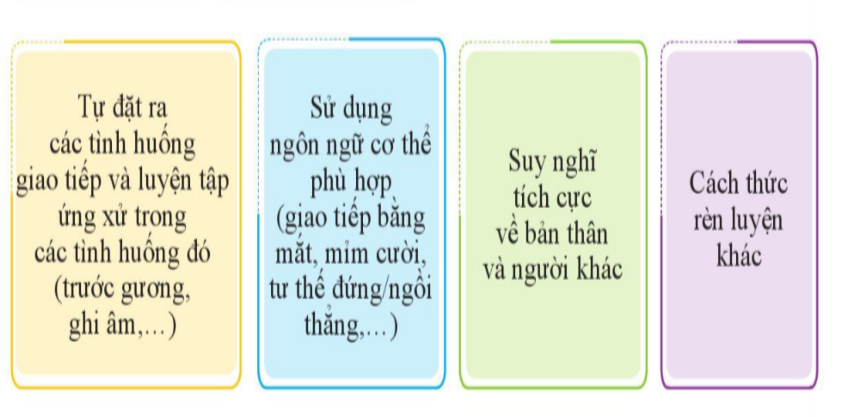 Tự đặt ra
các tình huống
giao tiếp và luyện tập
ứng xử trong
các tình huống đó
(trước gương,
ghi âm,...)
Sử dụng
ngôn ngữ cơ thể
phù hợp
(giao tiếp bằng
mắt, mỉm cười,
tư thế đứng/ngồi
thẳng,...)
Suy nghĩ
tích cực
về bản thân
và người khác
Cách thức
rèn luyện
khác